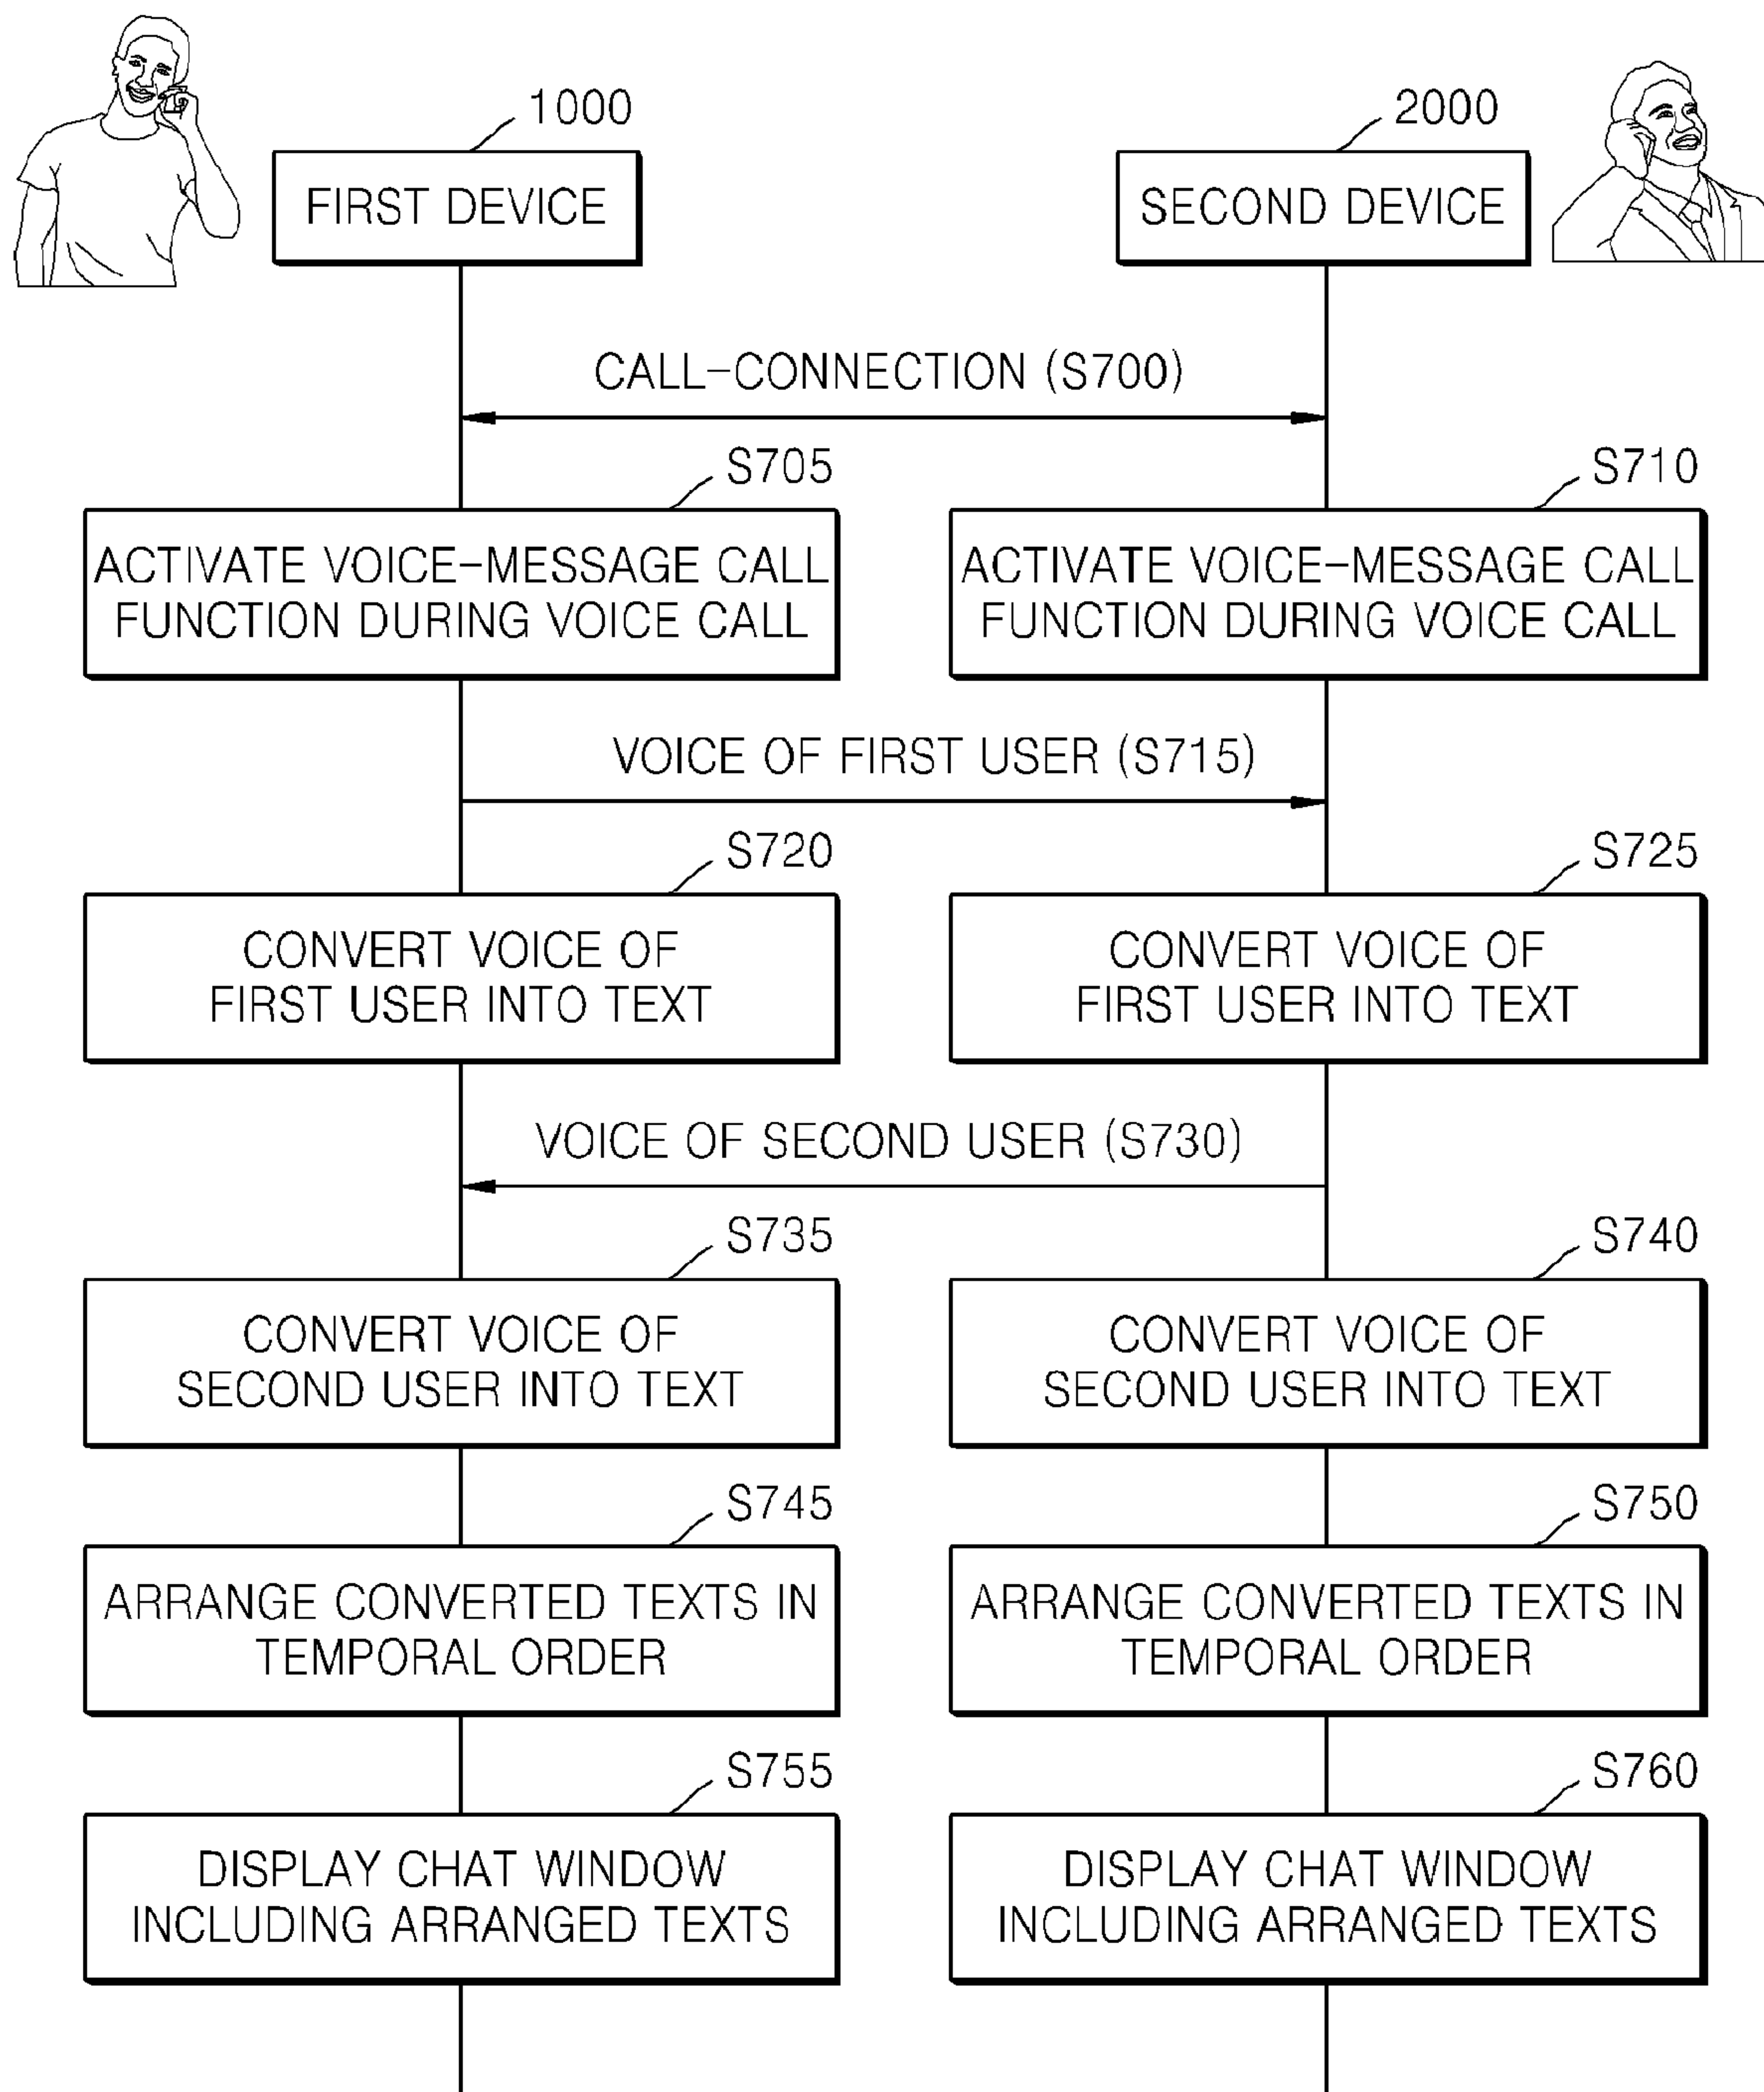 1000
2000
FIRST DEVICE
SECOND DEVICE
CALL-CONNECTION (S700)
S705
S710
ACTIVATE VOICE-MESSAGE CALL
FUNCTION DURING VOICE CALL
ACTIVATE VOICE-MESSAGE CALL
FUNCTION DURING VOICE CALL
VOICE OF FIRST USER (S715)
S720
S725
CONVERT VOICE OF
FIRST USER INTO TEXT
CONVERT VOICE OF
FIRST USER INTO TEXT
VOICE OF SECOND USER (S730)
S735
S740
CONVERT VOICE OF
SECOND USER INTO TEXT
CONVERT VOICE OF
SECOND USER INTO TEXT
S745
S750
ARRANGE CONVERTED TEXTS IN
TEMPORAL ORDER
ARRANGE CONVERTED TEXTS IN
TEMPORAL ORDER
S755
S760
DISPLAY CHAT WINDOW
INCLUDING ARRANGED TEXTS
DISPLAY CHAT WINDOW
INCLUDING ARRANGED TEXTS